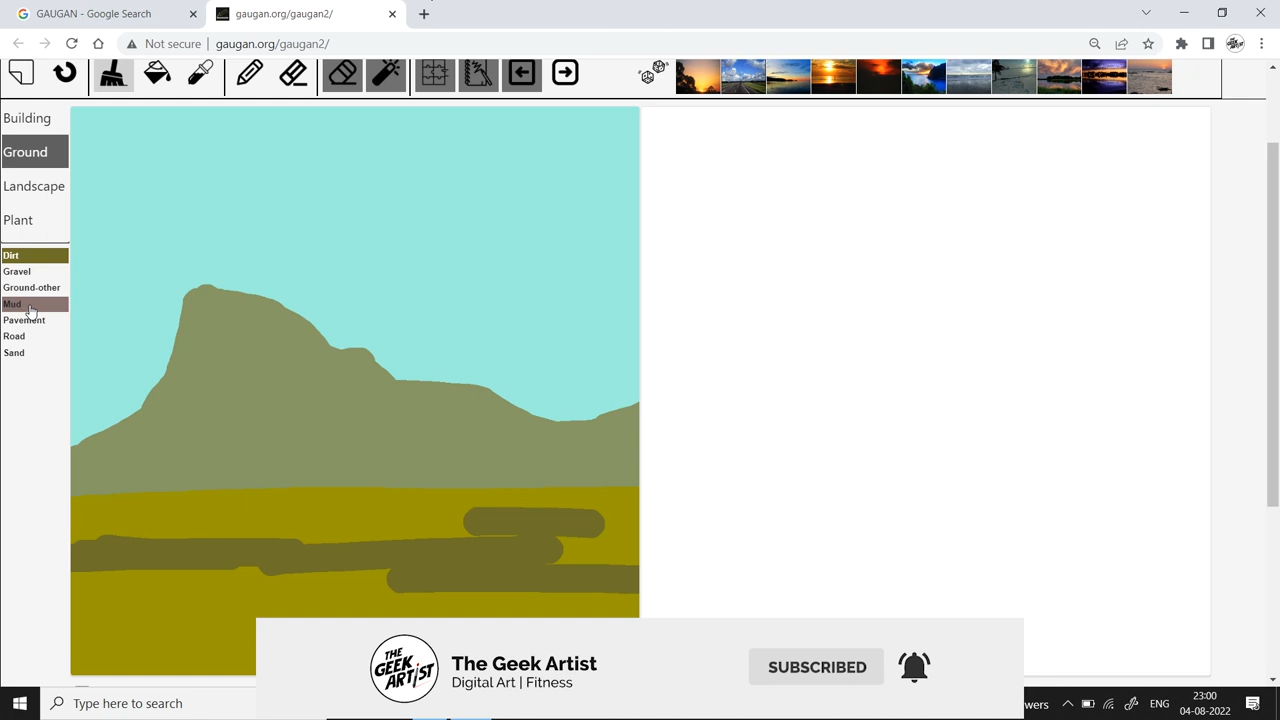 GAUGAN - Google Search
gaugan.org/gaugan2/
Not secure
gaugan.org/gaugan2/
Building
Ground
Landscape
Plant
Dirt
Gravel
Ground-other
Mud
Pavement
Road
Sand
THE
GEEK
ARTIST
The Geek Artist
Digital Art | Fitness
SUBSCRIBED
Type here to search
wers
ENG
23:00
04-08-2022